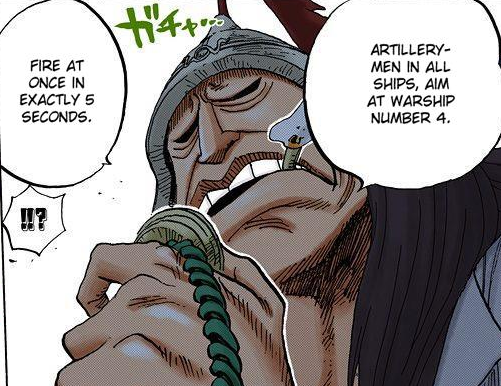 ガチャ…
ARTILLERY-
MEN IN ALL
SHIPS, AIM
AT WARSHIP
NUMBER 4.
FIRE AT
ONCE IN
EXACTLY 5
SECONDS.
!!?